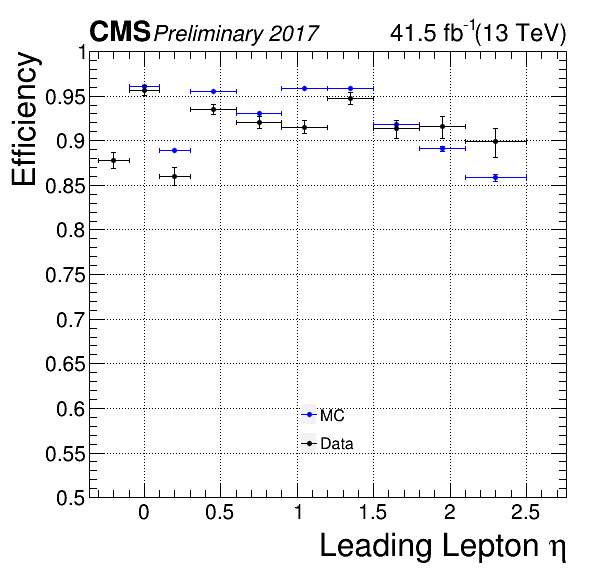 CMS Preliminary 2017 41.5 fb⁻¹(13 TeV)
Efficiency
1
0.95
0.9
0.85
0.8
0.75
0.7
0.65
0.6
0.55
0.5
MC
Data
0 0.5 1 1.5 2 2.5
Leading Lepton η